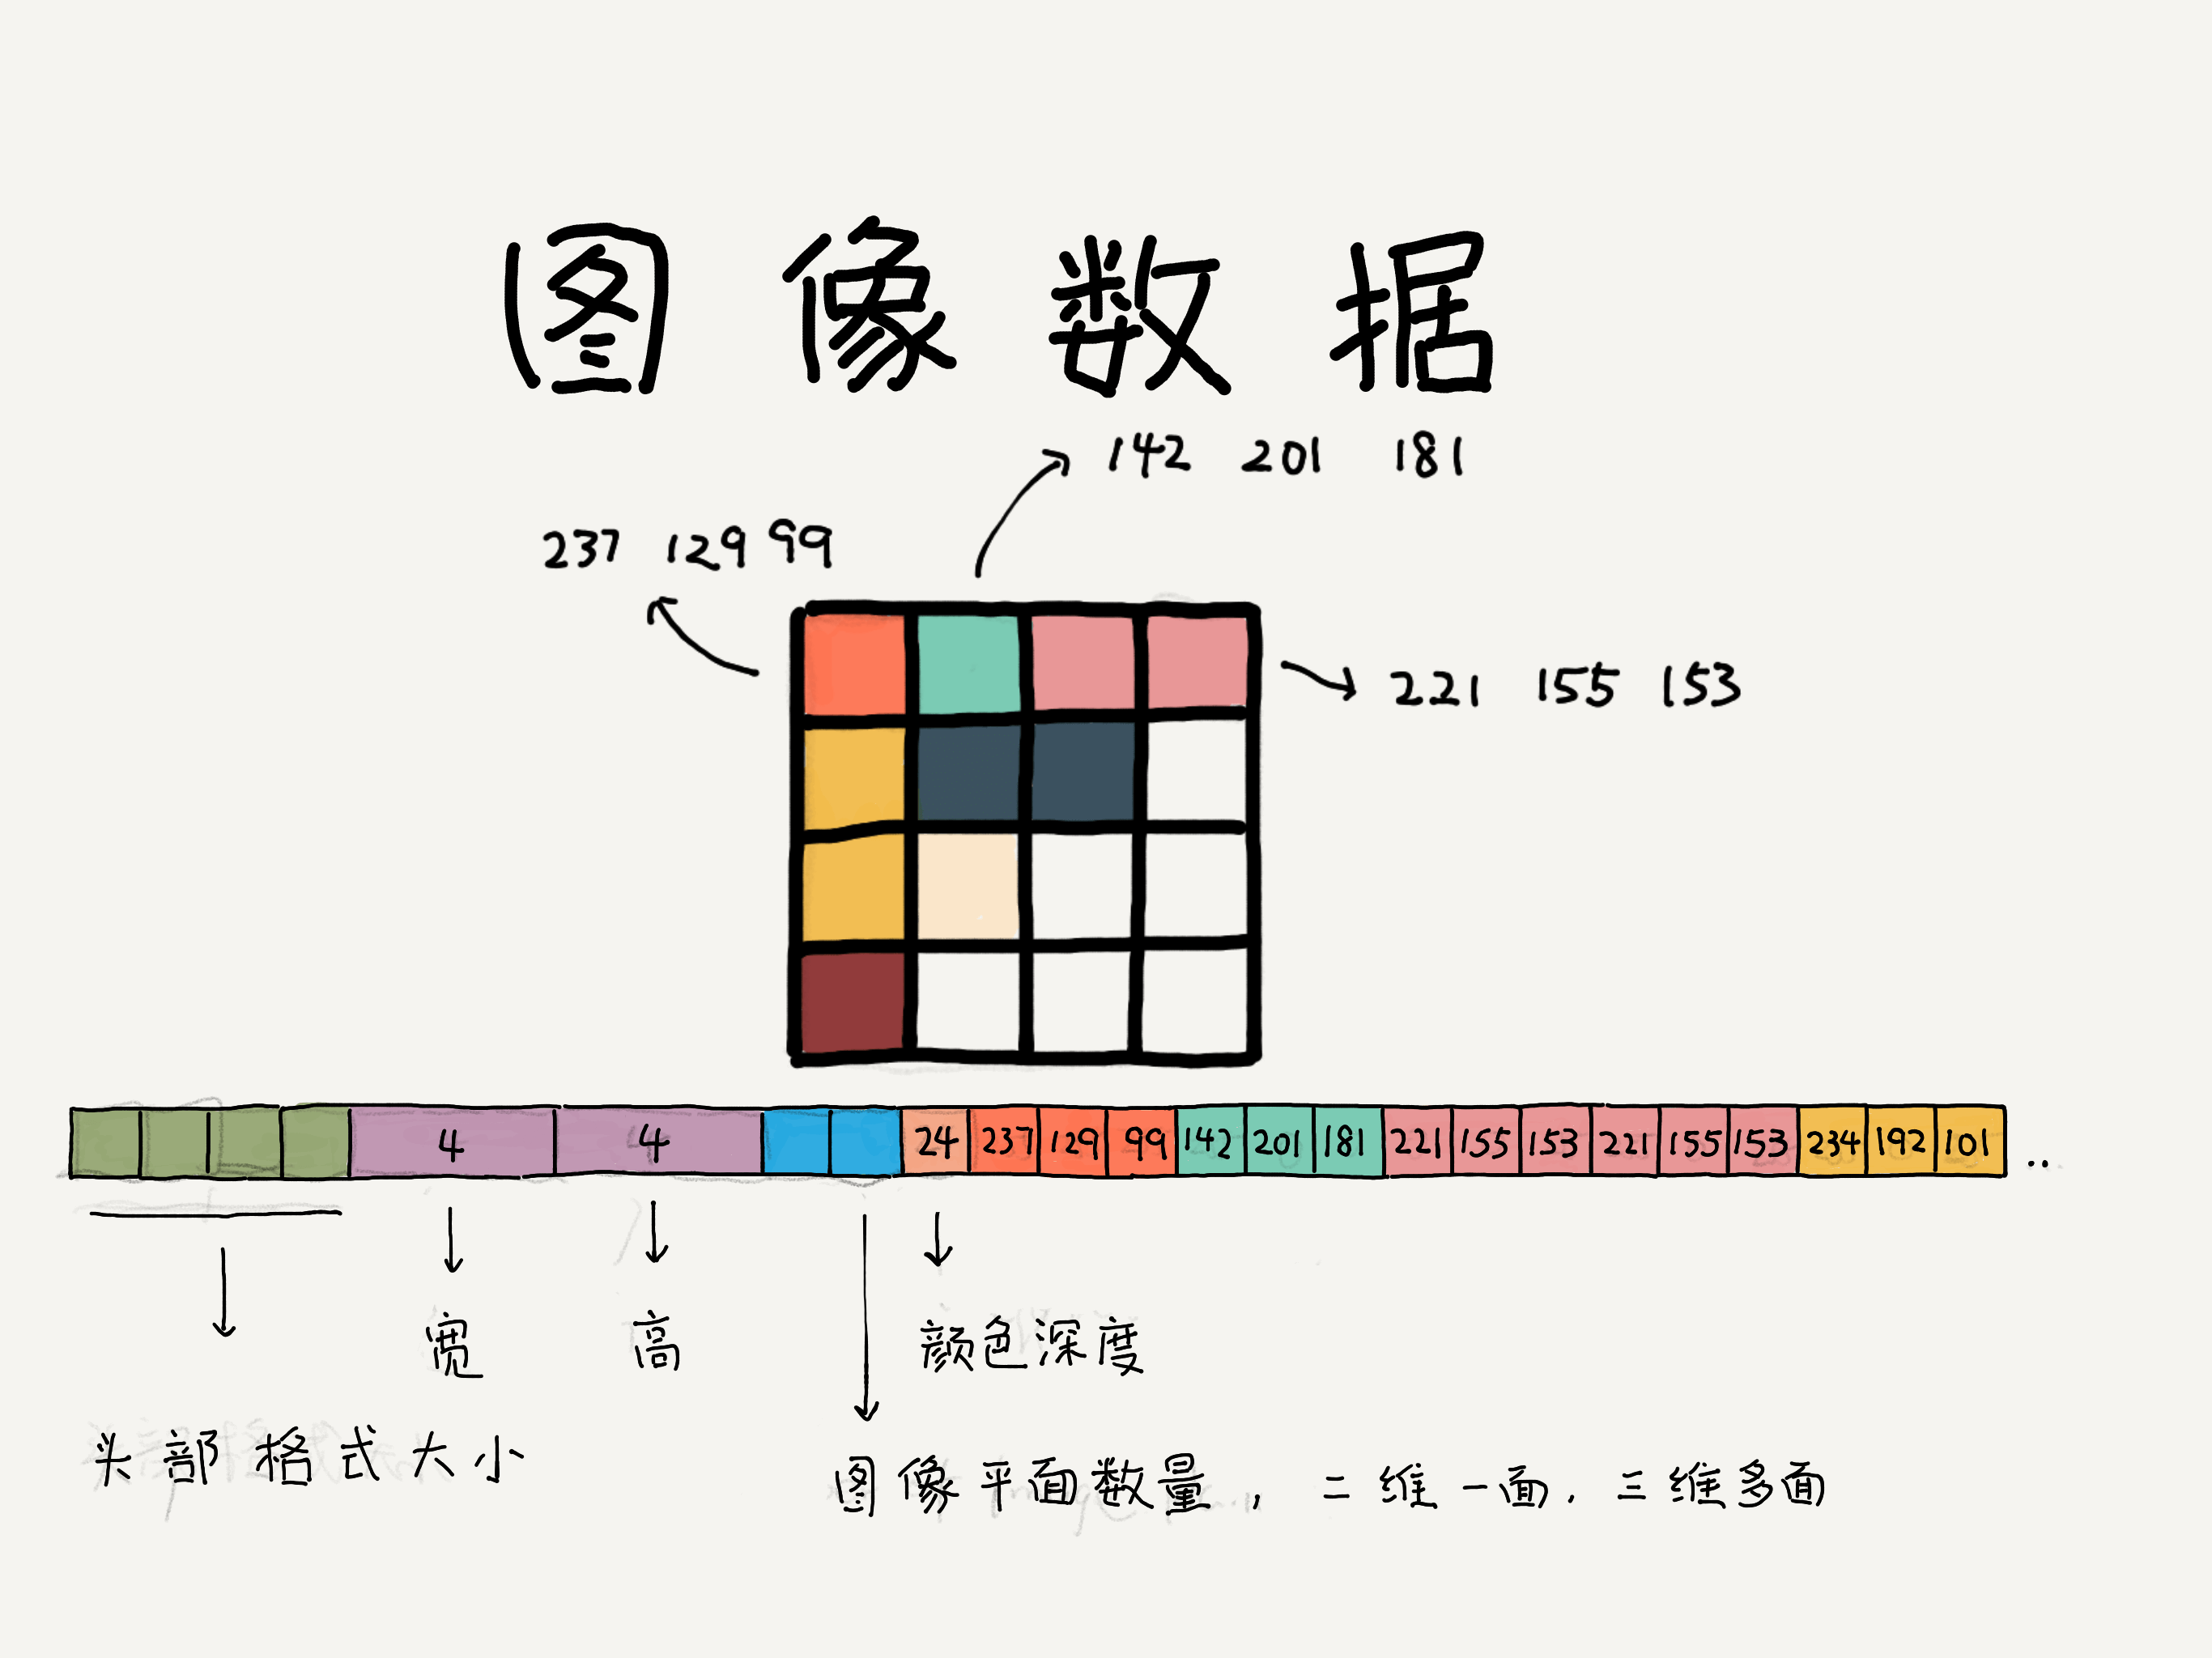 图像数据
142 201 181
237 129 99
221 155 153
4 4 24 237 129 99 142 201 181 221 155 153 221 155 153 234 192 101 ..
宽 高 颜色深度
头部格式大小
图像平面数量， 二维一面. 三维多面